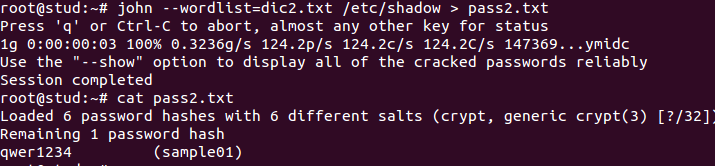 root@stud:~# john --wordlist=dic2.txt /etc/shadow > pass2.txt
Press 'q' or Ctrl-C to abort, almost any other key for status
1g 0:00:00:03 100% 0.3236g/s 124.2p/s 124.2c/s 124.2C/s 147369...ymidc
Use the "--show" option to display all of the cracked passwords reliably
Session completed
root@stud:~# cat pass2.txt
Loaded 6 password hashes with 6 different salts (crypt, generic crypt(3) [?/32])
Remaining 1 password hash
qwer1234         (sample01)